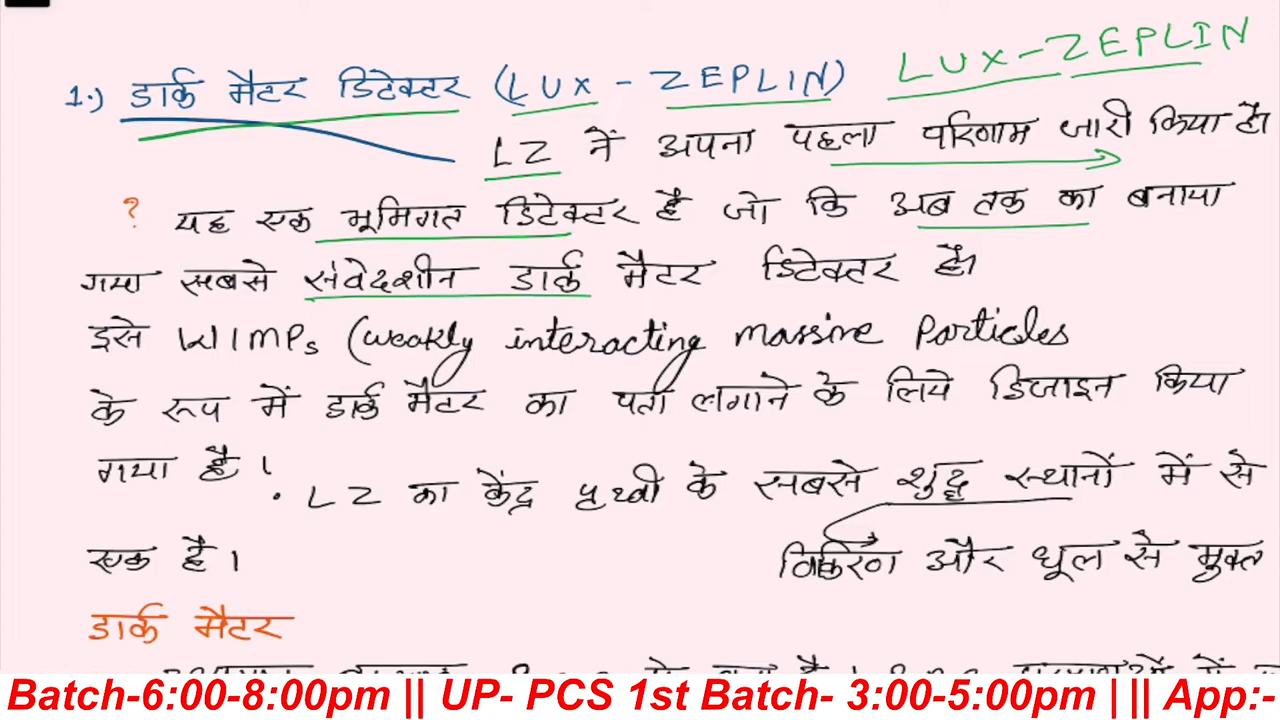 1.) डार्क मैटर डिटेक्टर (LUX - ZEPLIN) LUX-ZEPLIN
LZ ने अपना पहला परिणाम जारी किया है।
? यह एक भूमिगत डिटेक्टर है जो कि अब तक का बनाया
गया सबसे संवेदशीन डार्क मैटर डिटेक्टर है।
इसे WIMPs (weakly interacting massive Particles
के रूप में डार्क मैटर का पता लगाने के लिये डिजाइन किया
गया है।
. LZ का केंद्र पृथ्वी के सबसे शुद्ध स्थानों में से
एक है। विकिरण और धूल से मुक्त
डार्क मैटर
Batch-6:00-8:00pm || UP- PCS 1st Batch- 3:00-5:00pm | || App:-